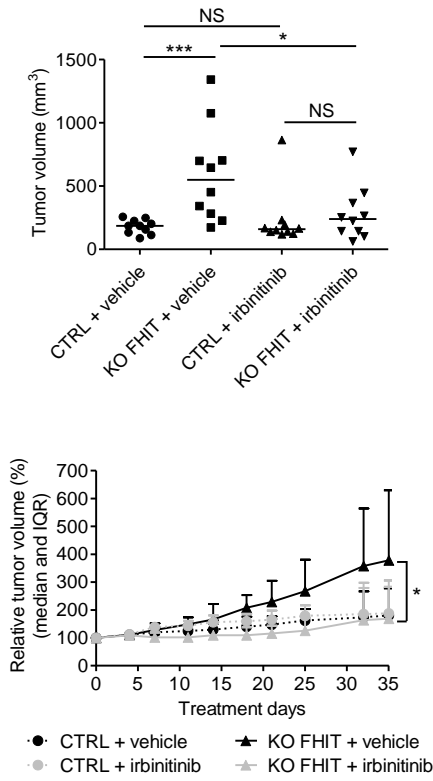 NS
*** *
NS
Tumor volume (mm³)
1500
1000
500
0
CTRL + vehicle
KO FHIT + vehicle
CTRL + irbinitinib
KO FHIT + irbinitinib
Relative tumor volume (%)
(median and IQR)
700
600
500
400
300
200
100
0
*
0 5 10 15 20 25 30 35
Treatment days
CTRL + vehicle KO FHIT + vehicle
CTRL + irbinitinib KO FHIT + irbinitinib